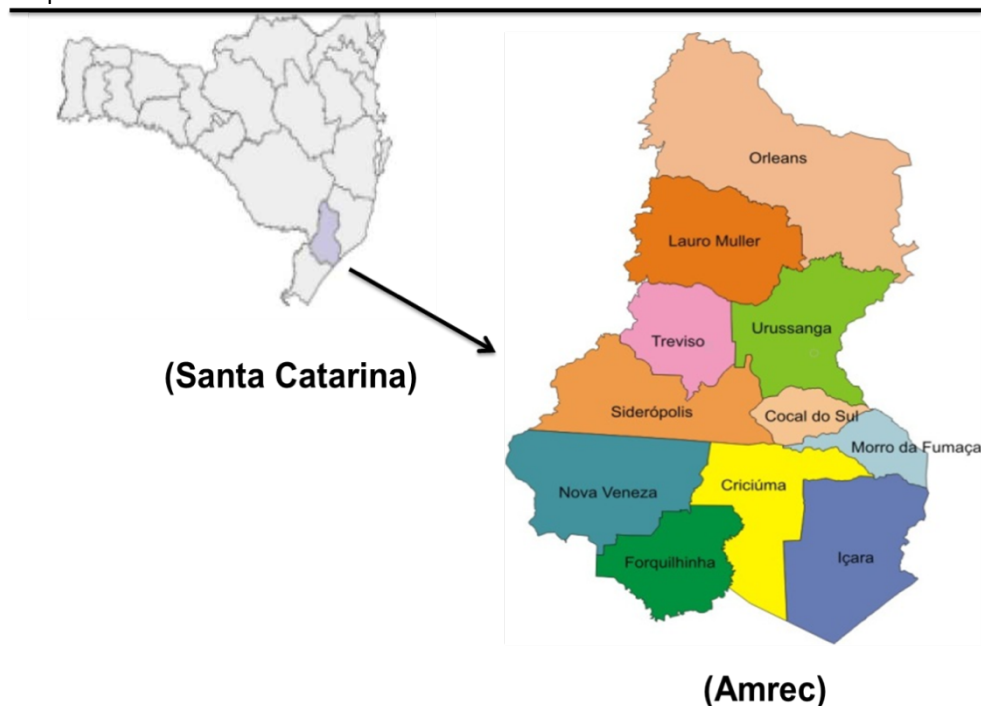 Orleans
Lauro Muller
Urussanga
Treviso
(Santa Catarina)
Siderópolis
Cocal do Sul
Morro da Fumaça
Nova Veneza
Criciúma
Forquilhinha
Içara
(Amrec)